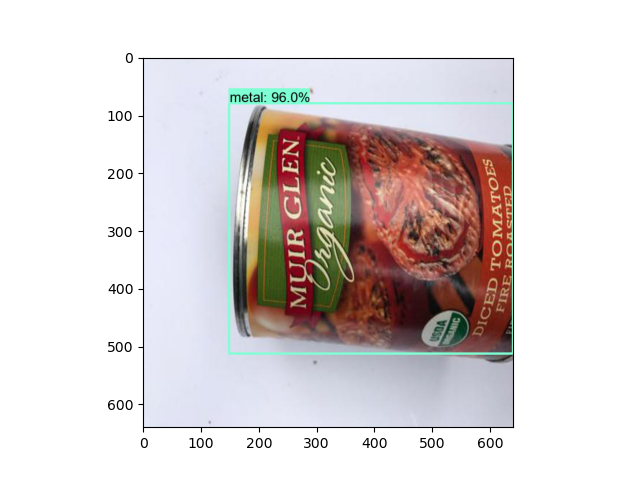 metal: 96.0%
MUIR GLEN
Organic
DICED TOMATOES
FIRE ROASTED
USDA
ORGANIC
0
100
200
300
400
500
600
0
100
200
300
400
500
600